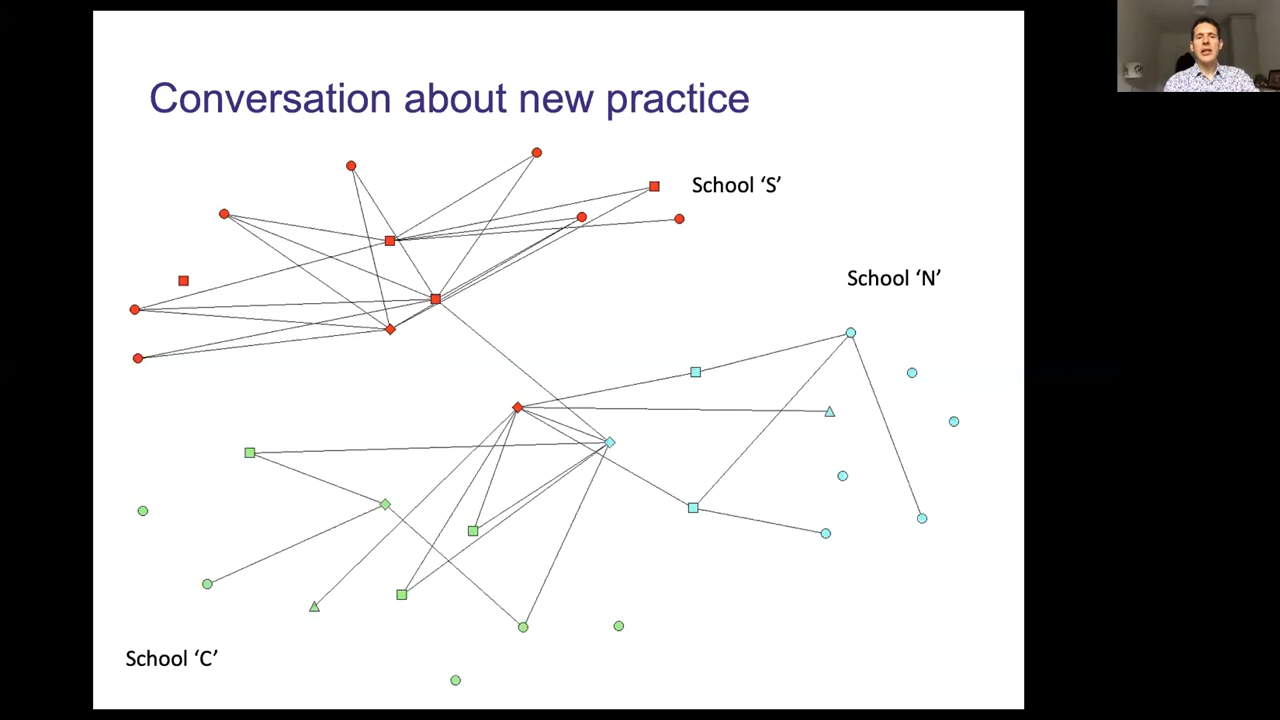 Conversation about new practice
School ‘S’
School ‘N’
School ‘C’